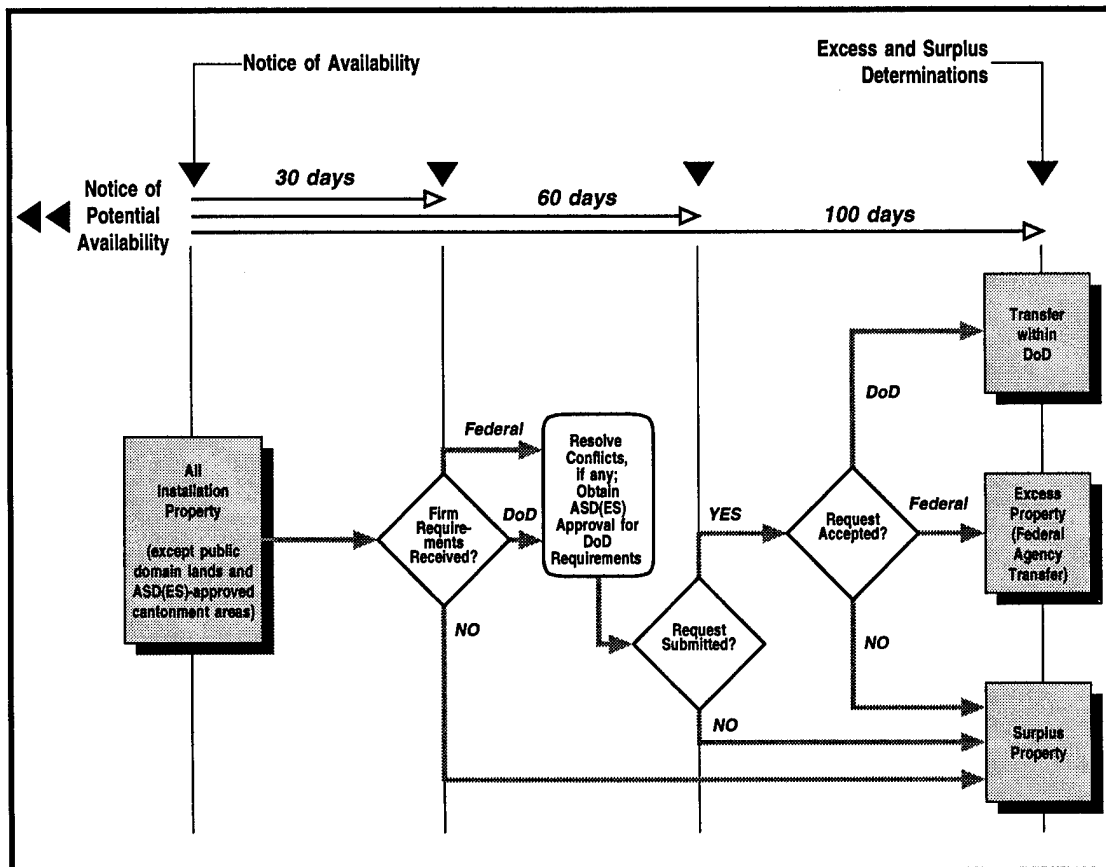 Notice of Availability
Excess and Surplus
Determinations
Notice of
Potential
Availability
30 days
60 days
100 days
Transfer
within
DoD
DoD
Federal
Resolve
Conflicts,
if any;
Obtain
ASD(ES)
Approval for
DoD
Requirements
All
Installation
Property
(except public
domain lands and
ASD(ES)-approved
cantonment areas)
Firm
Require-
ments
Received?
DoD
YES
Request
Accepted?
Federal
Excess
Property
(Federal
Agency
Transfer)
NO
Request
Submitted?
NO
NO
Surplus
Property